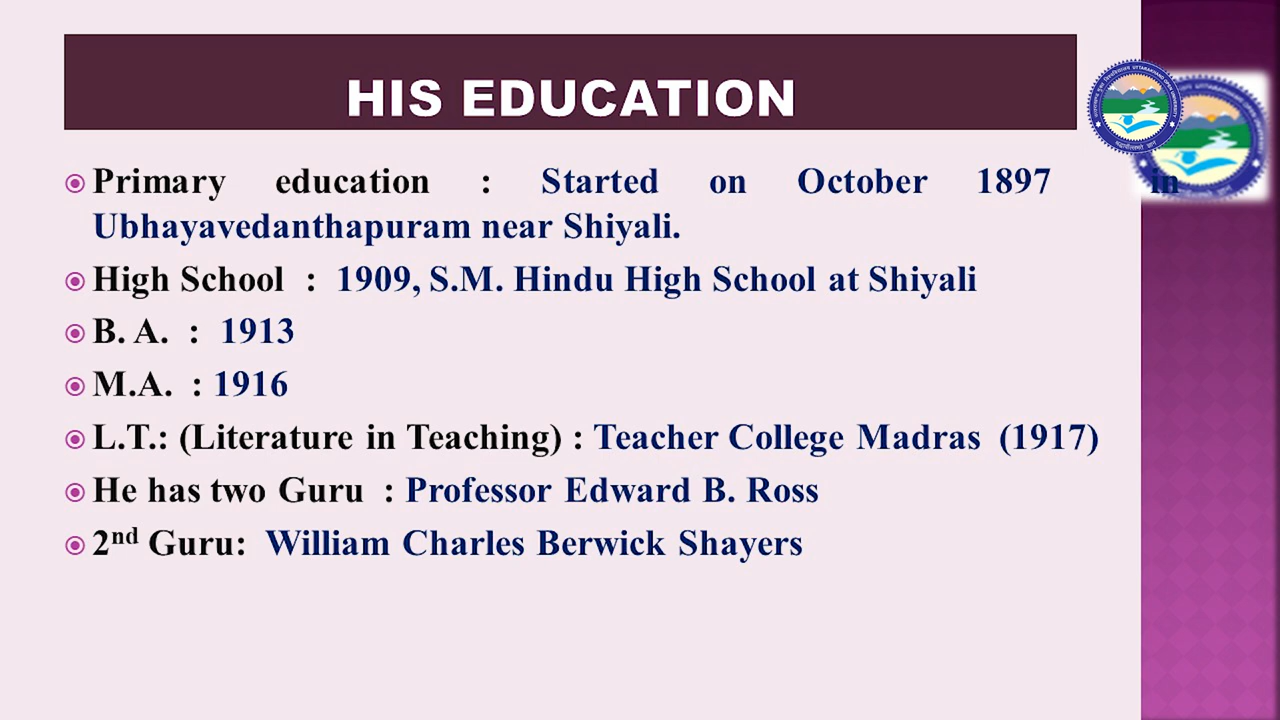 HIS EDUCATION
Primary education : Started on October 1897 in
Ubhayavedanthapuram near Shiyali.
High School : 1909, S.M. Hindu High School at Shiyali
B. A. : 1913
M.A. : 1916
L.T.: (Literature in Teaching) : Teacher College Madras (1917)
He has two Guru : Professor Edward B. Ross
2nd Guru: William Charles Berwick Shayers